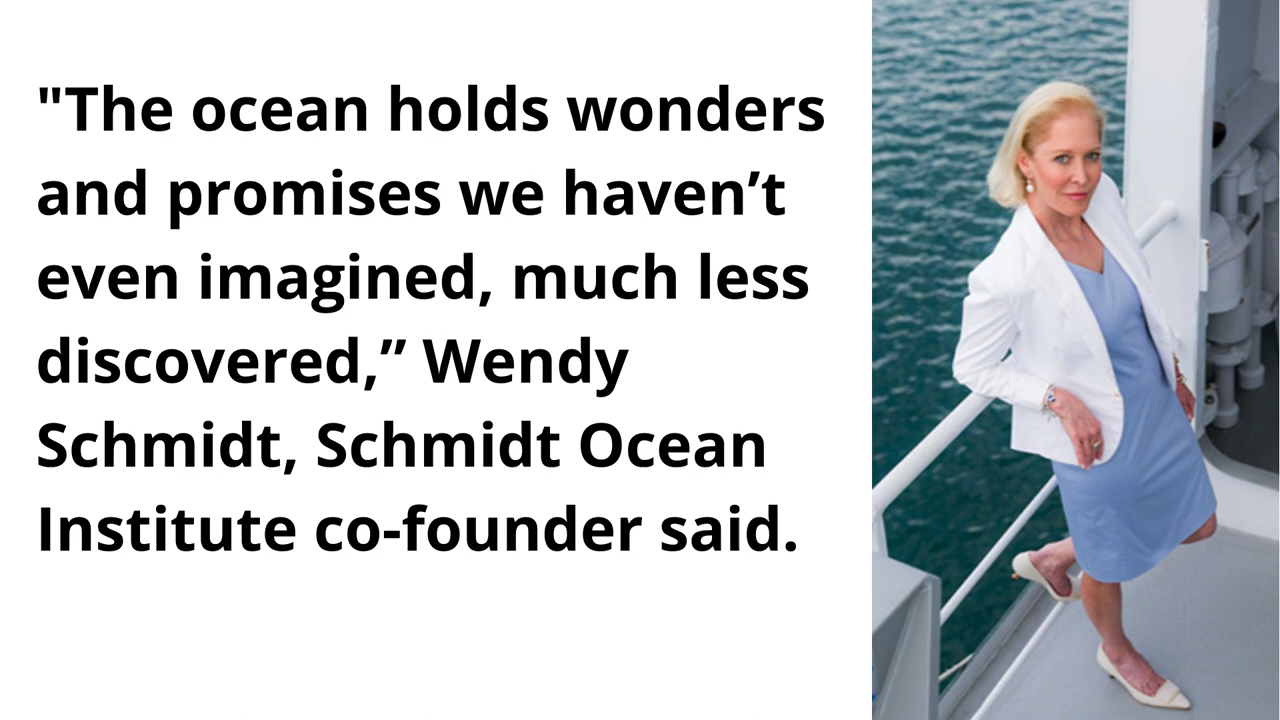 "The ocean holds wonders
and promises we haven’t
even imagined, much less
discovered,” Wendy
Schmidt, Schmidt Ocean
Institute co-founder said.